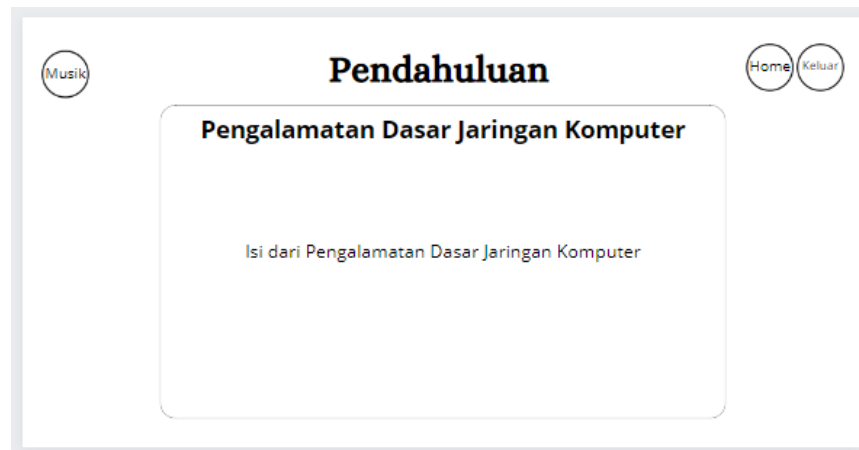 Musik
Pendahuluan
Home
Keluar
Pengalamatan Dasar Jaringan Komputer
Isi dari Pengalamatan Dasar Jaringan Komputer